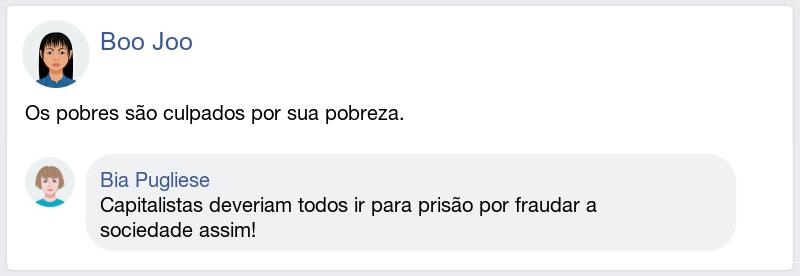 Boo Joo
Os pobres são culpados por sua pobreza.
Bia Pugliese
Capitalistas deveriam todos ir para prisão por fraudar a
sociedade assim!